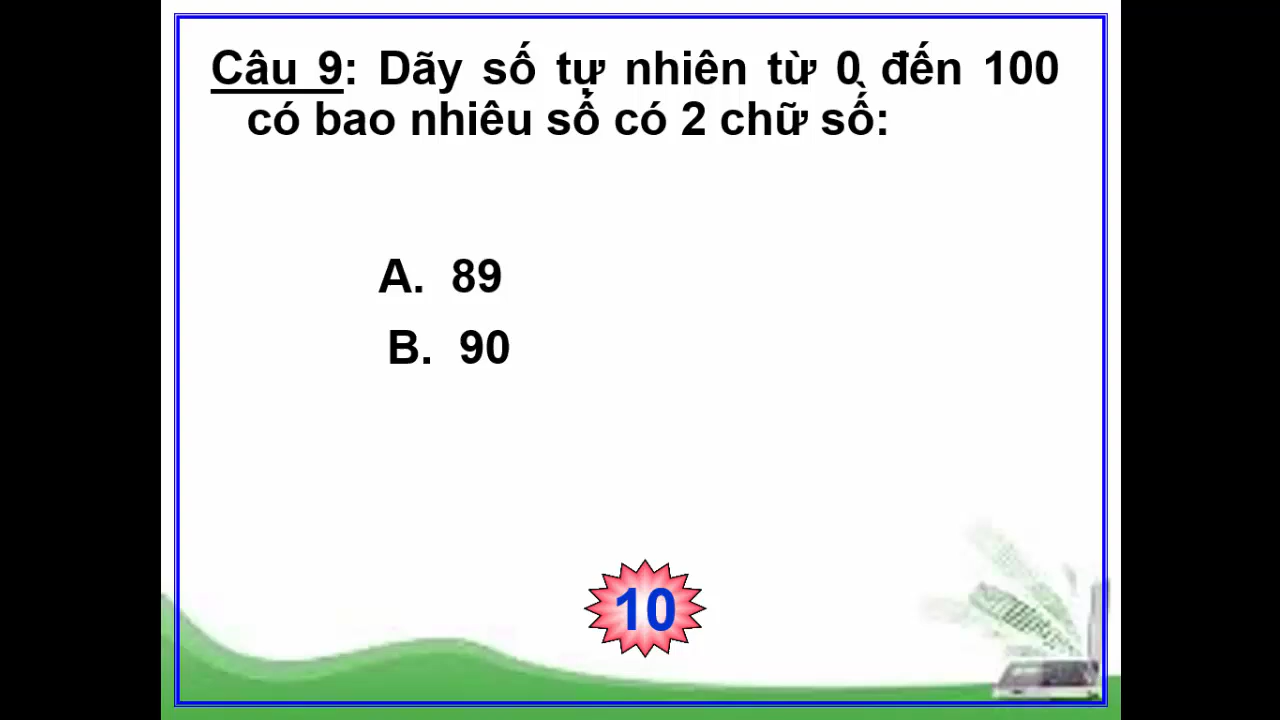 Câu 9: Dãy số tự nhiên từ 0 đến 100
có bao nhiêu số có 2 chữ số:
A. 89
B. 90
10